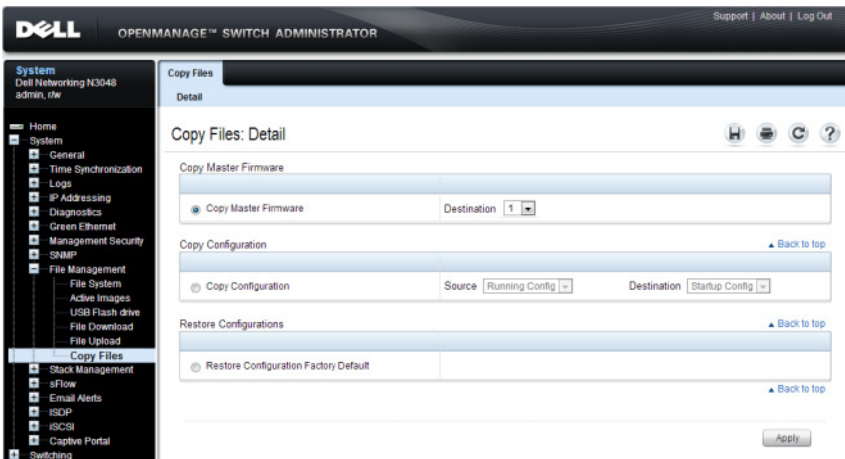 Support | About | Log Out
DELL OPENMANAGE™ SWITCH ADMINISTRATOR
System
Dell Networking N3048
admin, r/w
Home
System
General
Time Synchronization
Logs
IP Addressing
Diagnostics
Green Ethernet
Management Security
SNMP
File Management
File System
Active Images
USB Flash drive
File Download
File Upload
Copy Files
Stack Management
sFlow
Email Alerts
ISDP
iSCSI
Captive Portal
Switching
Copy Files
Detail
Copy Files: Detail
Copy Master Firmware
Copy Master Firmware Destination 1
Copy Configuration Back to top
Copy Configuration Source Running Config Destination Startup Config
Restore Configurations Back to top
Restore Configuration Factory Default
Back to top
Apply